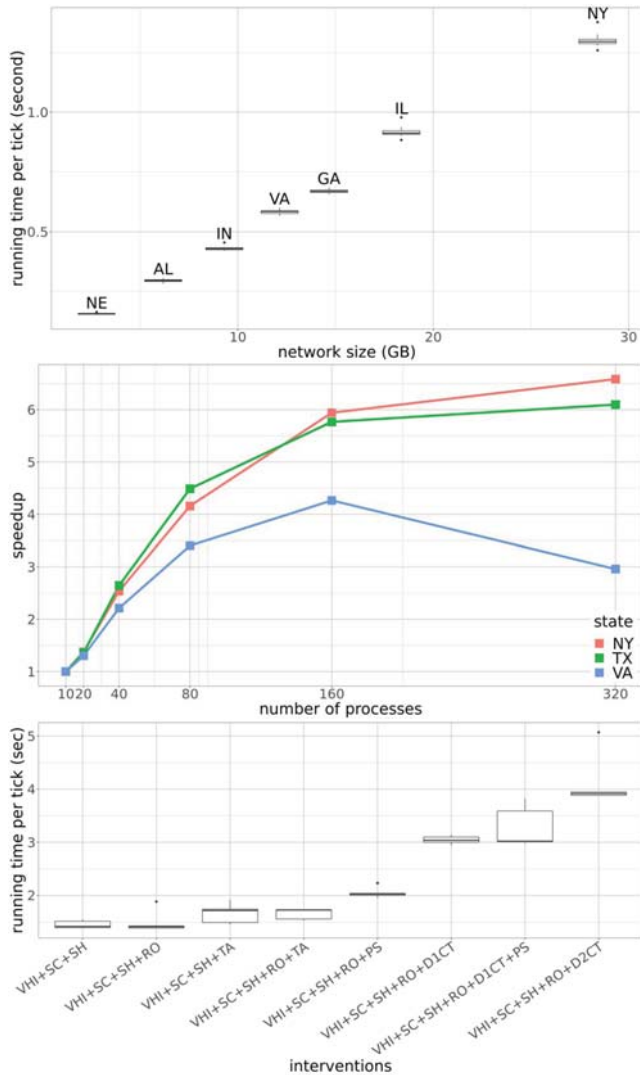 running time per tick (second)
NY
1.0
IL
GA
VA
0.5
IN
AL
NE
10
20
30
network size (GB)
speedup
6
5
4
3
2
1
state
NY
TX
VA
10 20 40 80 160 320
number of processes
running time per tick (sec)
5
4
3
2
VHI+SC+SH
VHI+SC+SH+RO
VHI+SC+SH+TA
VHI+SC+SH+RO+TA
VHI+SC+SH+RO+PS
VHI+SC+SH+RO+D1CT
VHI+SC+SH+RO+D1CT+PS
VHI+SC+SH+RO+D2CT
interventions